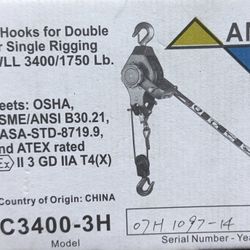 Hooks for Double
r Single Rigging
WLL 3400/1750 Lb.
AN
eets: OSHA,
SME/ANSI B30.21,
ASA-STD-8719.9,
nd ATEX rated
Ex II 3 GD IIA T4(X)
Country of Origin: CHINA
C3400-3H
Model
07H 1097-14
Serial Number - Ye